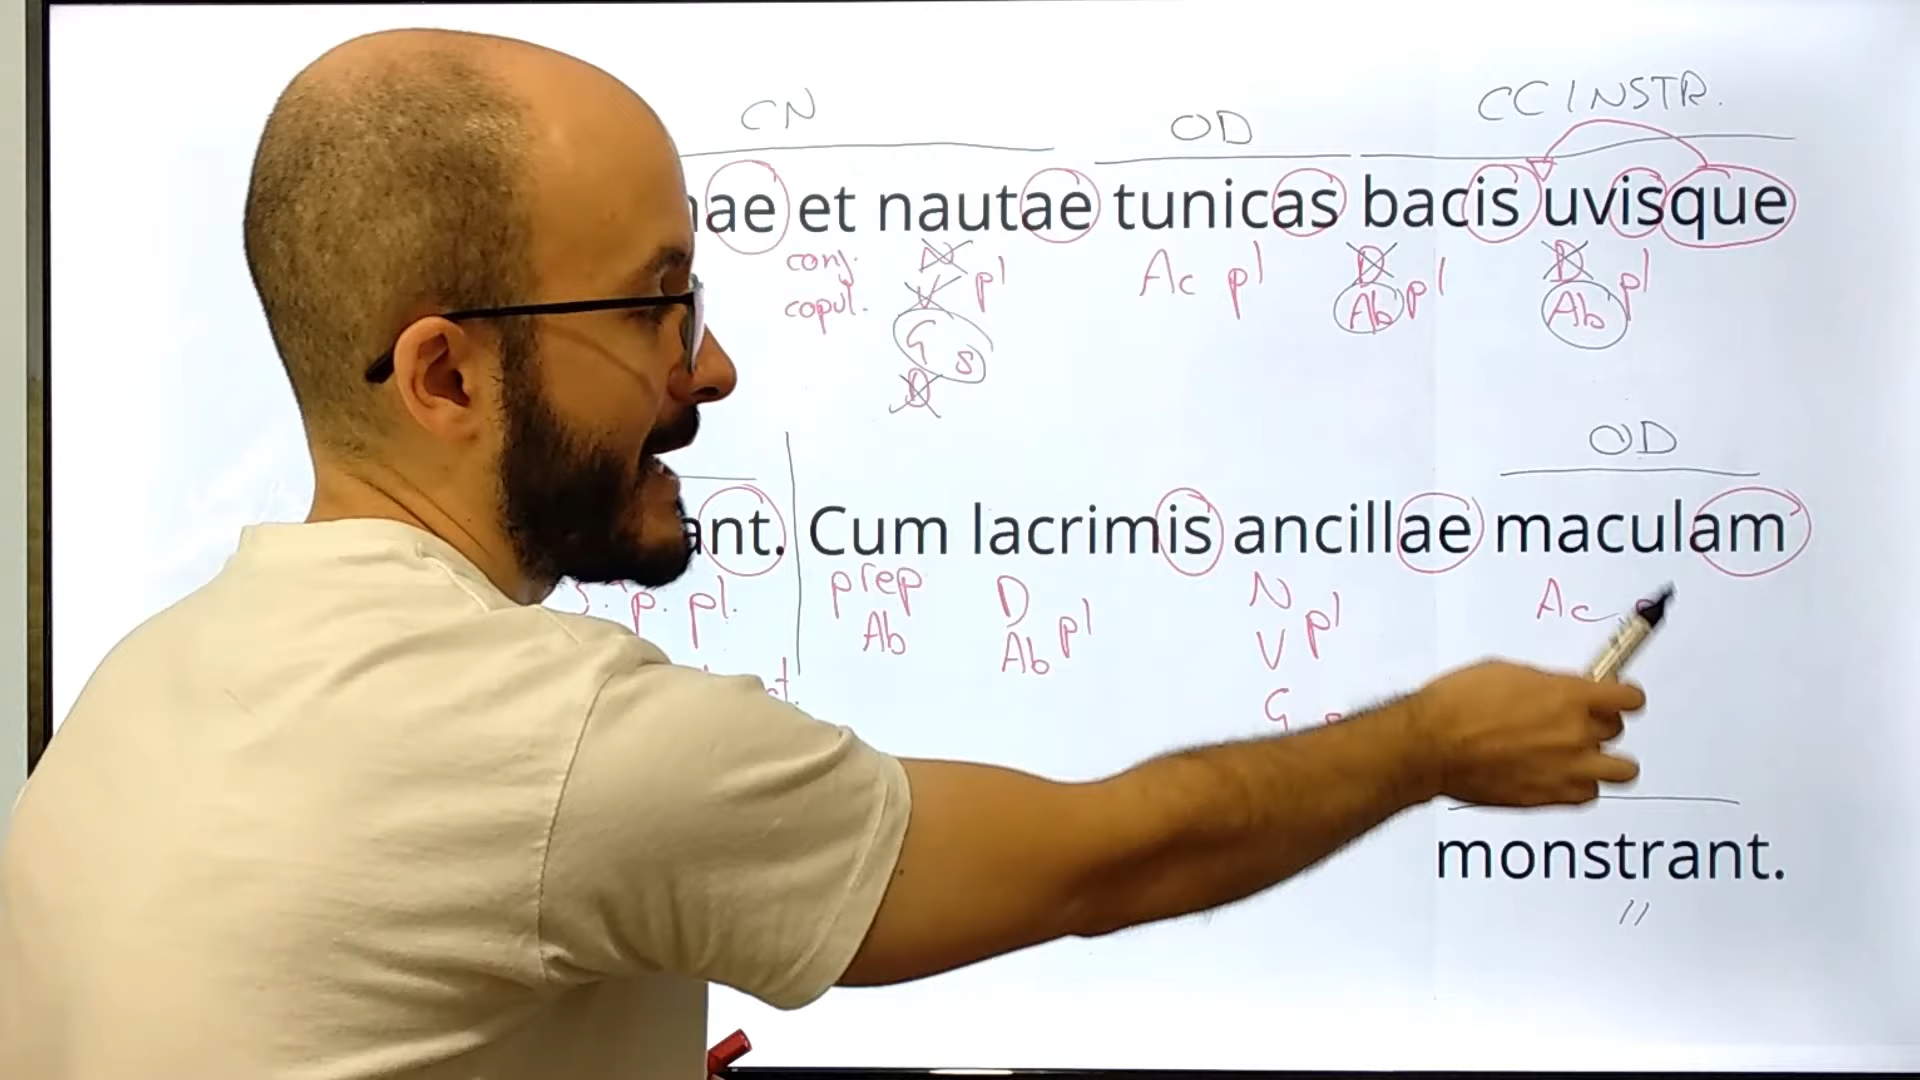 CN OD CC INSTR.
ae et nautae tunicas bacis uvisque
conj. N pl Ac pl D pl D pl
copul. V Ab Ab
G s
D
OD
ant. Cum lacrimis ancillae maculam
p. pl. prep D pl N pl Ac
Ab Ab V
G
monstrant.